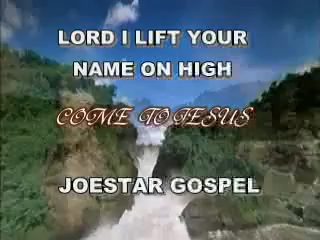 LORD I LIFT YOUR
NAME ON HIGH
COME TO JESUS
JOESTAR GOSPEL